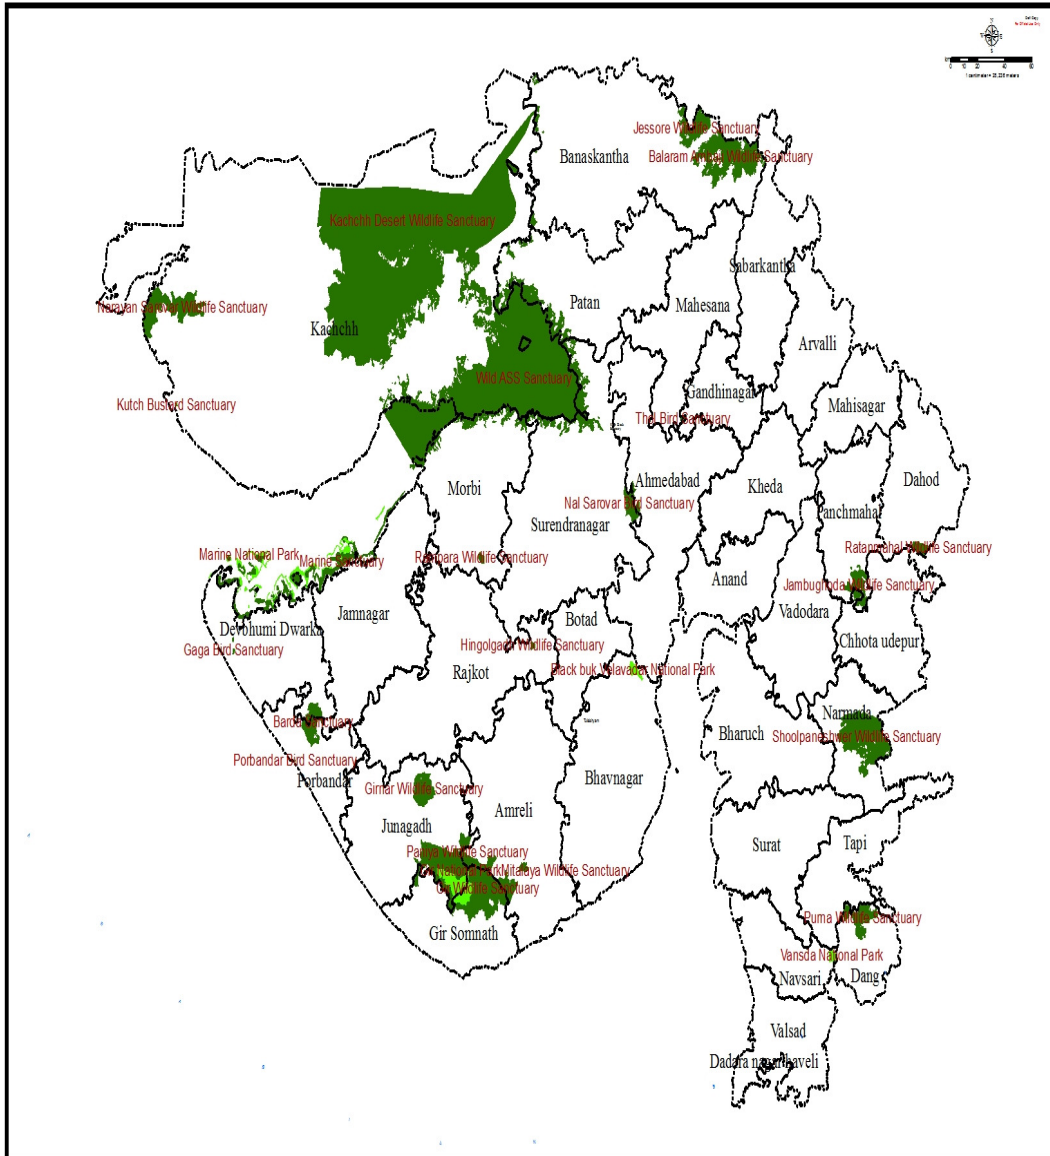 N
S
Jessore Wildlife Sanctuary
Banaskantha
Balaram Ambaji Wildlife Sanctuary
Kachchh Desert Wildlife Sanctuary
Sabarkantha
Patan
Mahesana
Narayan Sarovar Wildlife Sanctuary
Kachchh
Arvalli
Wild ASS Sanctuary
Gandhinagar
Kutch Bustard Sanctuary
Mahisagar
Thol Bird Sanctuary
Ahmedabad
Dahod
Morbi
Kheda
Nal Sarovar Bird Sanctuary
Panchmahal
Surendranagar
Ratanmahal Wildlife Sanctuary
Marine National Park
Marine Sanctuary
Rampara Wildlife Sanctuary
Anand
Jambughoda Wildlife Sanctuary
Jamnagar
Botad
Vadodara
Devbhumi Dwarka
Chhota udepur
Gaga Bird Sanctuary
Hingolgadh Wildlife Sanctuary
Rajkot
Black buk Velavadar National Park
Narmada
Barda Sanctuary
Bharuch
Shoolpaneshwer Wildlife Sanctuary
Porbandar Bird Sanctuary
Porbandar
Bhavnagar
Girnar Wildlife Sanctuary
Amreli
Junagadh
Surat
Tapi
Paniya Wildlife Sanctuary
Gir National Park
Mitalaya Wildlife Sanctuary
Gir Wildlife Sanctuary
Purna Wildlife Sanctuary
Gir Somnath
Vansda National Park
Navsari
Dang
Valsad
Dadara nagarhaveli